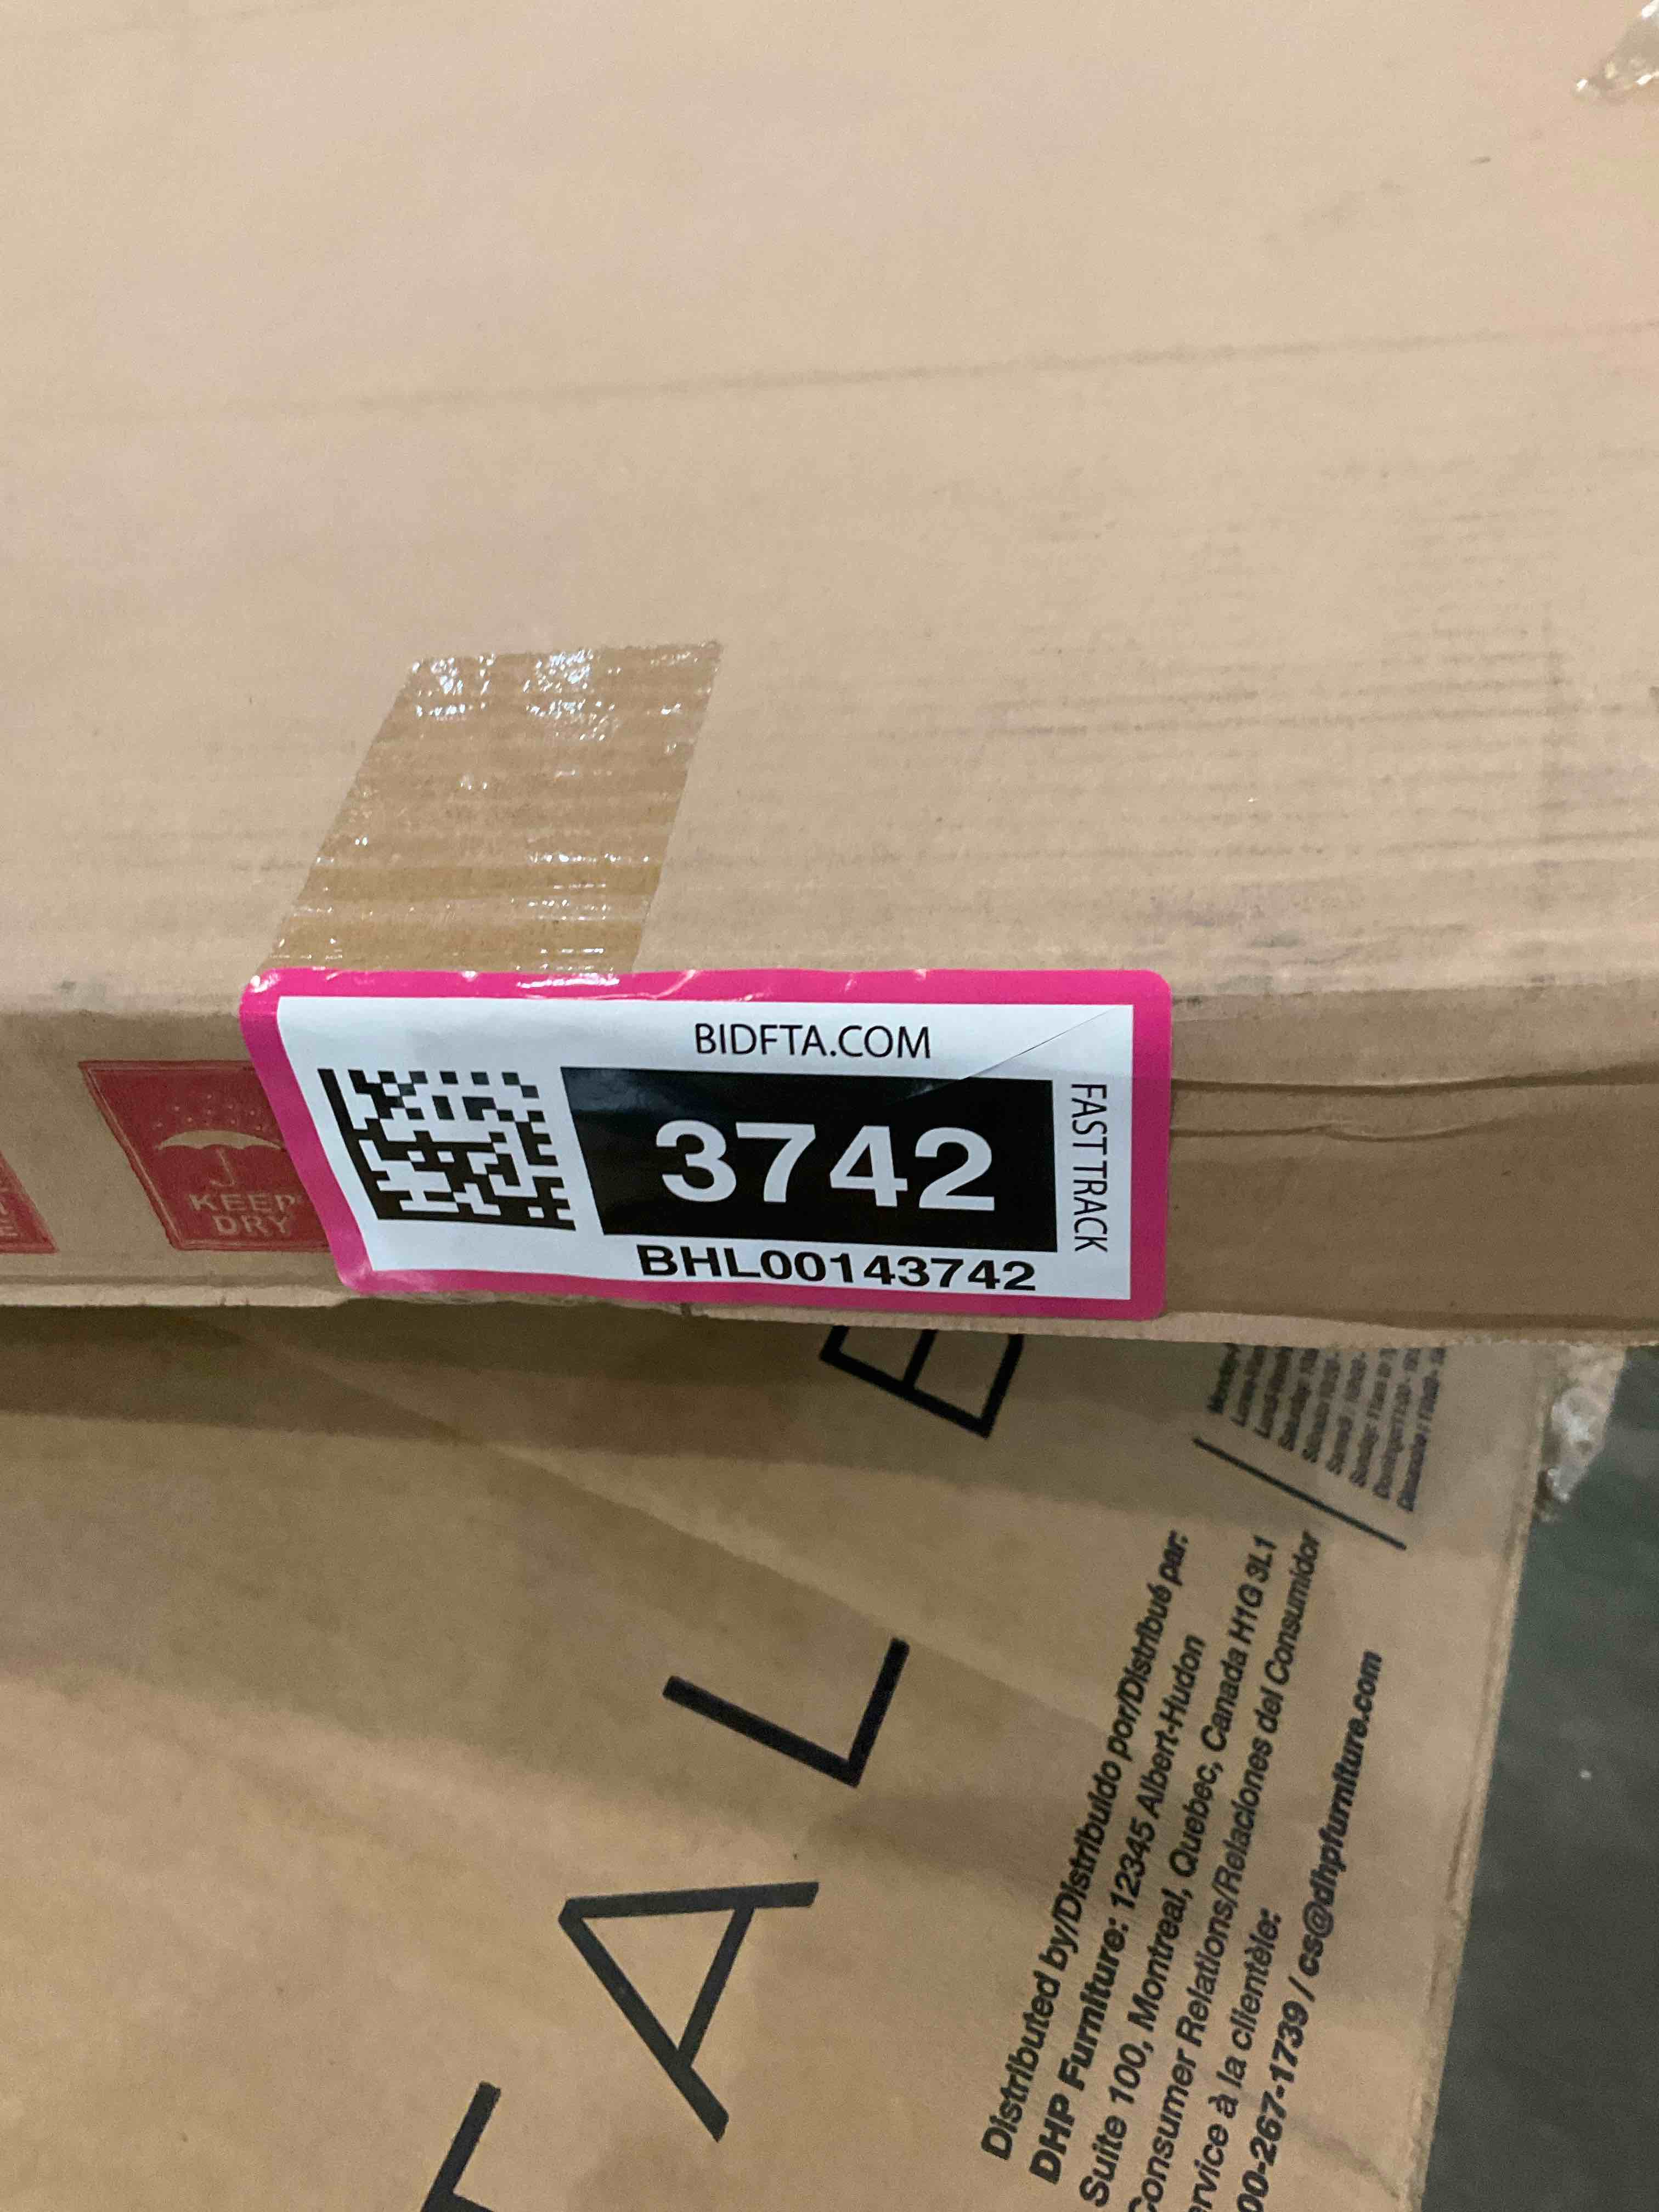 BIDFTA.COM
3742
FAST TRACK
BHL00143742
KEEP
DRY
E
TAL
Distributed by/Distribuido por/Distribué par:
DHP Furniture: 12345 Albert-Hudon
Suite 100, Montreal, Quebec, Canada H1G 3L1
Consumer Relations/Relaciones del Consumidor
ervice à la clientèle:
00-267-1739 / cs@dhpfurniture.com